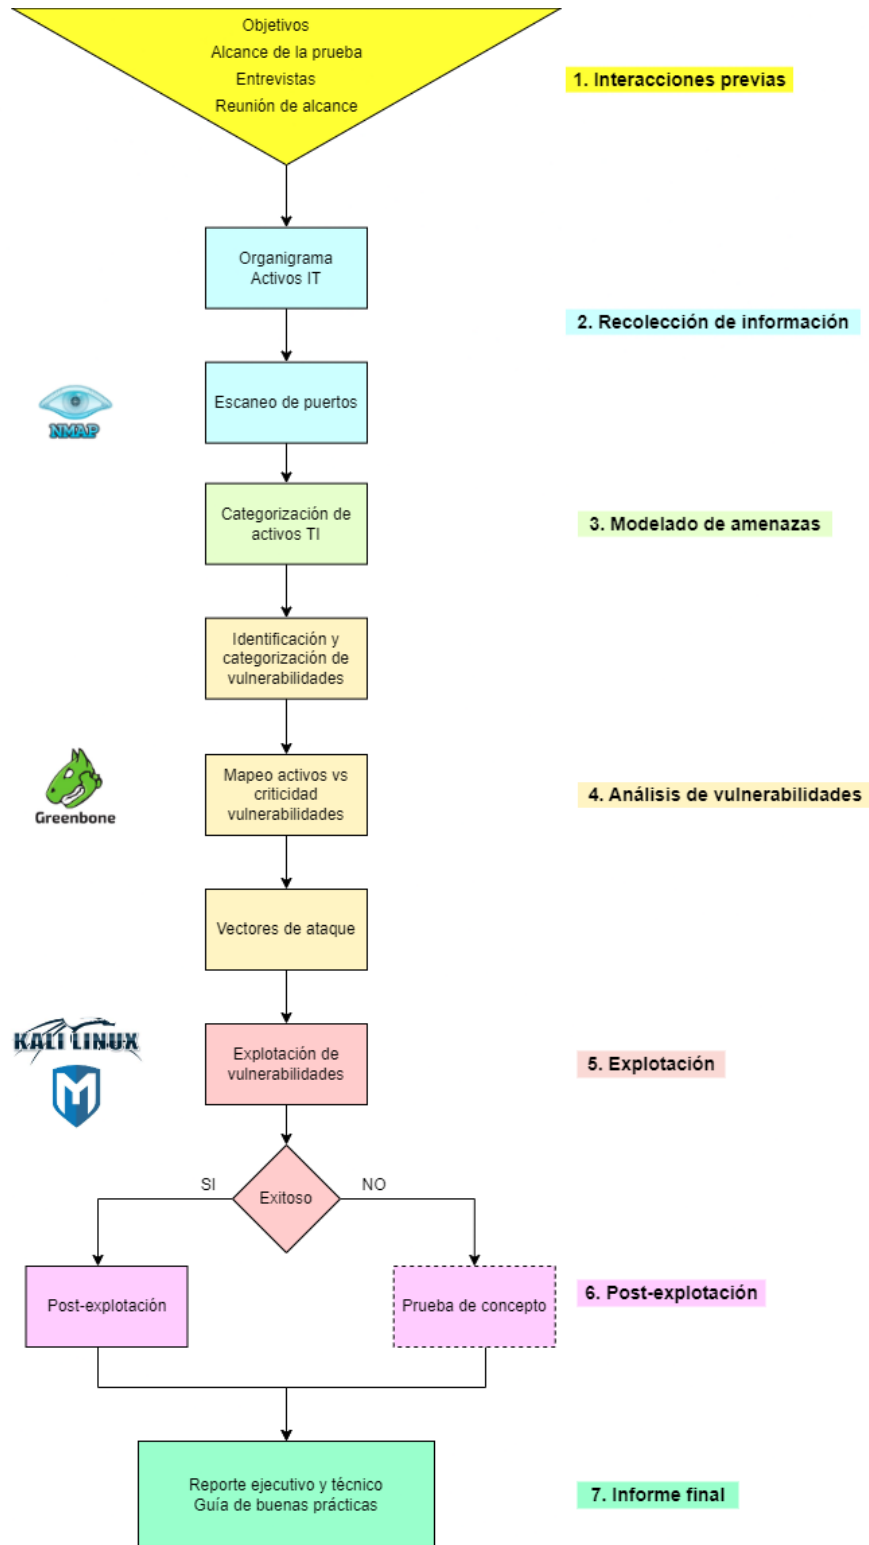 Objetivos
Alcance de la prueba
Entrevistas
Reunión de alcance
1. Interacciones previas
Organigrama
Activos IT
2. Recolección de información
Escaneo de puertos
NMAP
Categorización de
activos TI
3. Modelado de amenazas
Identificación y
categorización de
vulnerabilidades
Mapeo activos vs
criticidad
vulnerabilidades
Greenbone
4. Análisis de vulnerabilidades
Vectores de ataque
KALI LINUX
M
Explotación de
vulnerabilidades
5. Explotación
SI
Exitoso
NO
Post-explotación
Prueba de concepto
6. Post-explotación
Reporte ejecutivo y técnico
Guía de buenas prácticas
7. Informe final